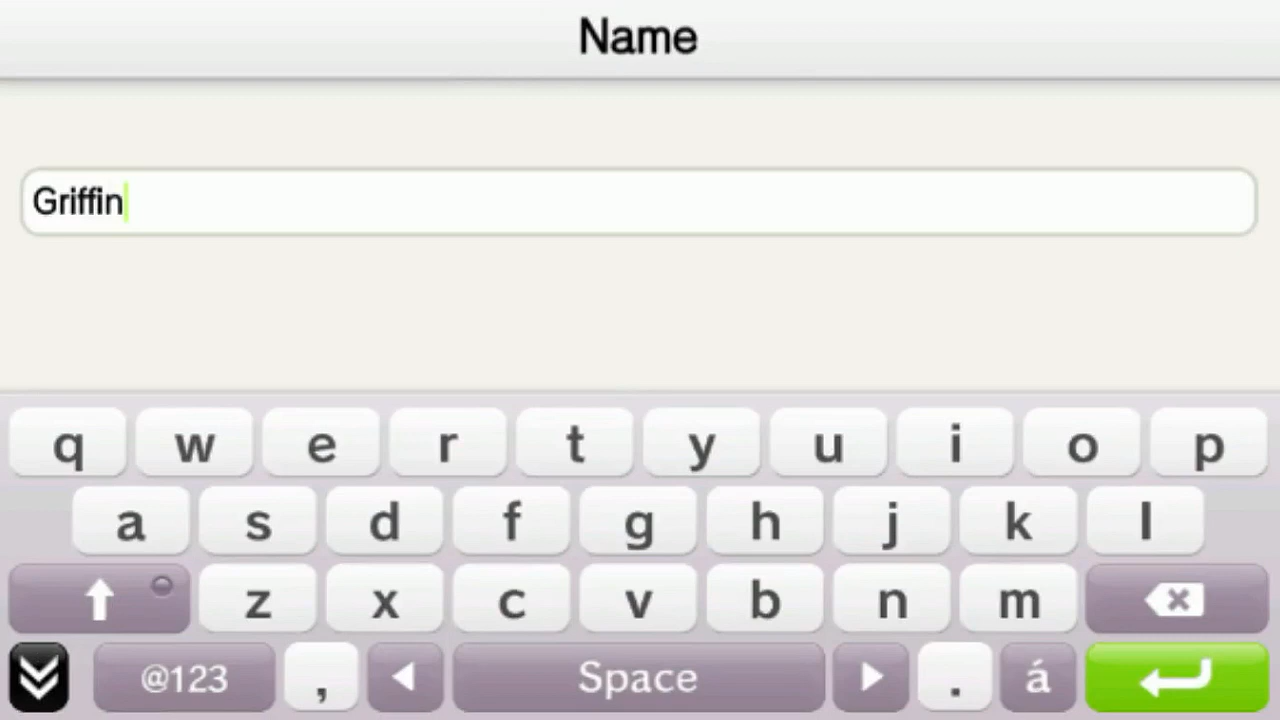 Name
Griffin
q w e r t y u i o p
a s d f g h j k l
z x c v b n m
@123 , Space . á